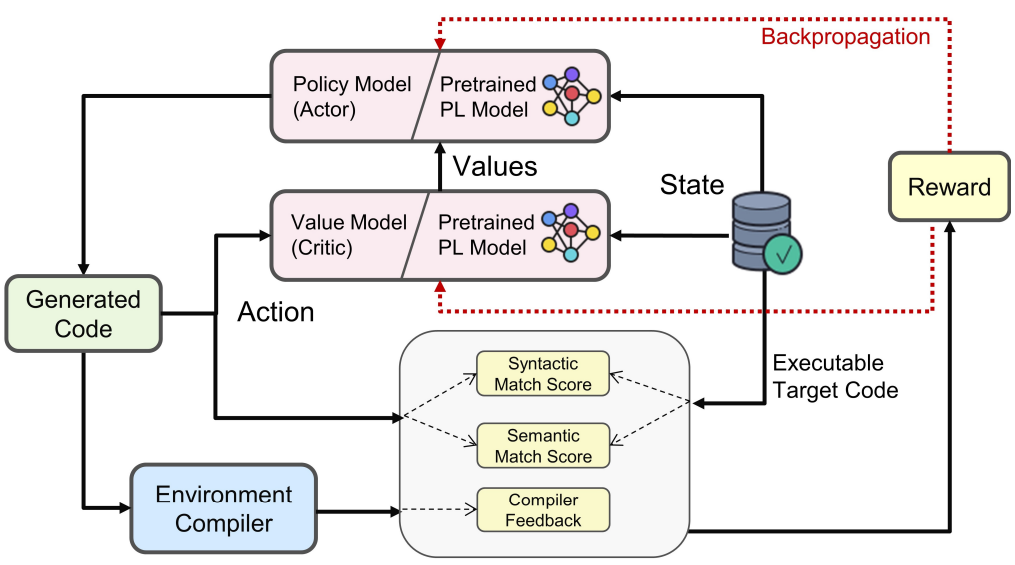 Backpropagation
Policy Model
(Actor)
Pretrained
PL Model
Values
State
Reward
Value Model
(Critic)
Pretrained
PL Model
Generated
Code
Action
Syntactic
Match Score
Executable
Target Code
Semantic
Match Score
Environment
Compiler
Compiler
Feedback